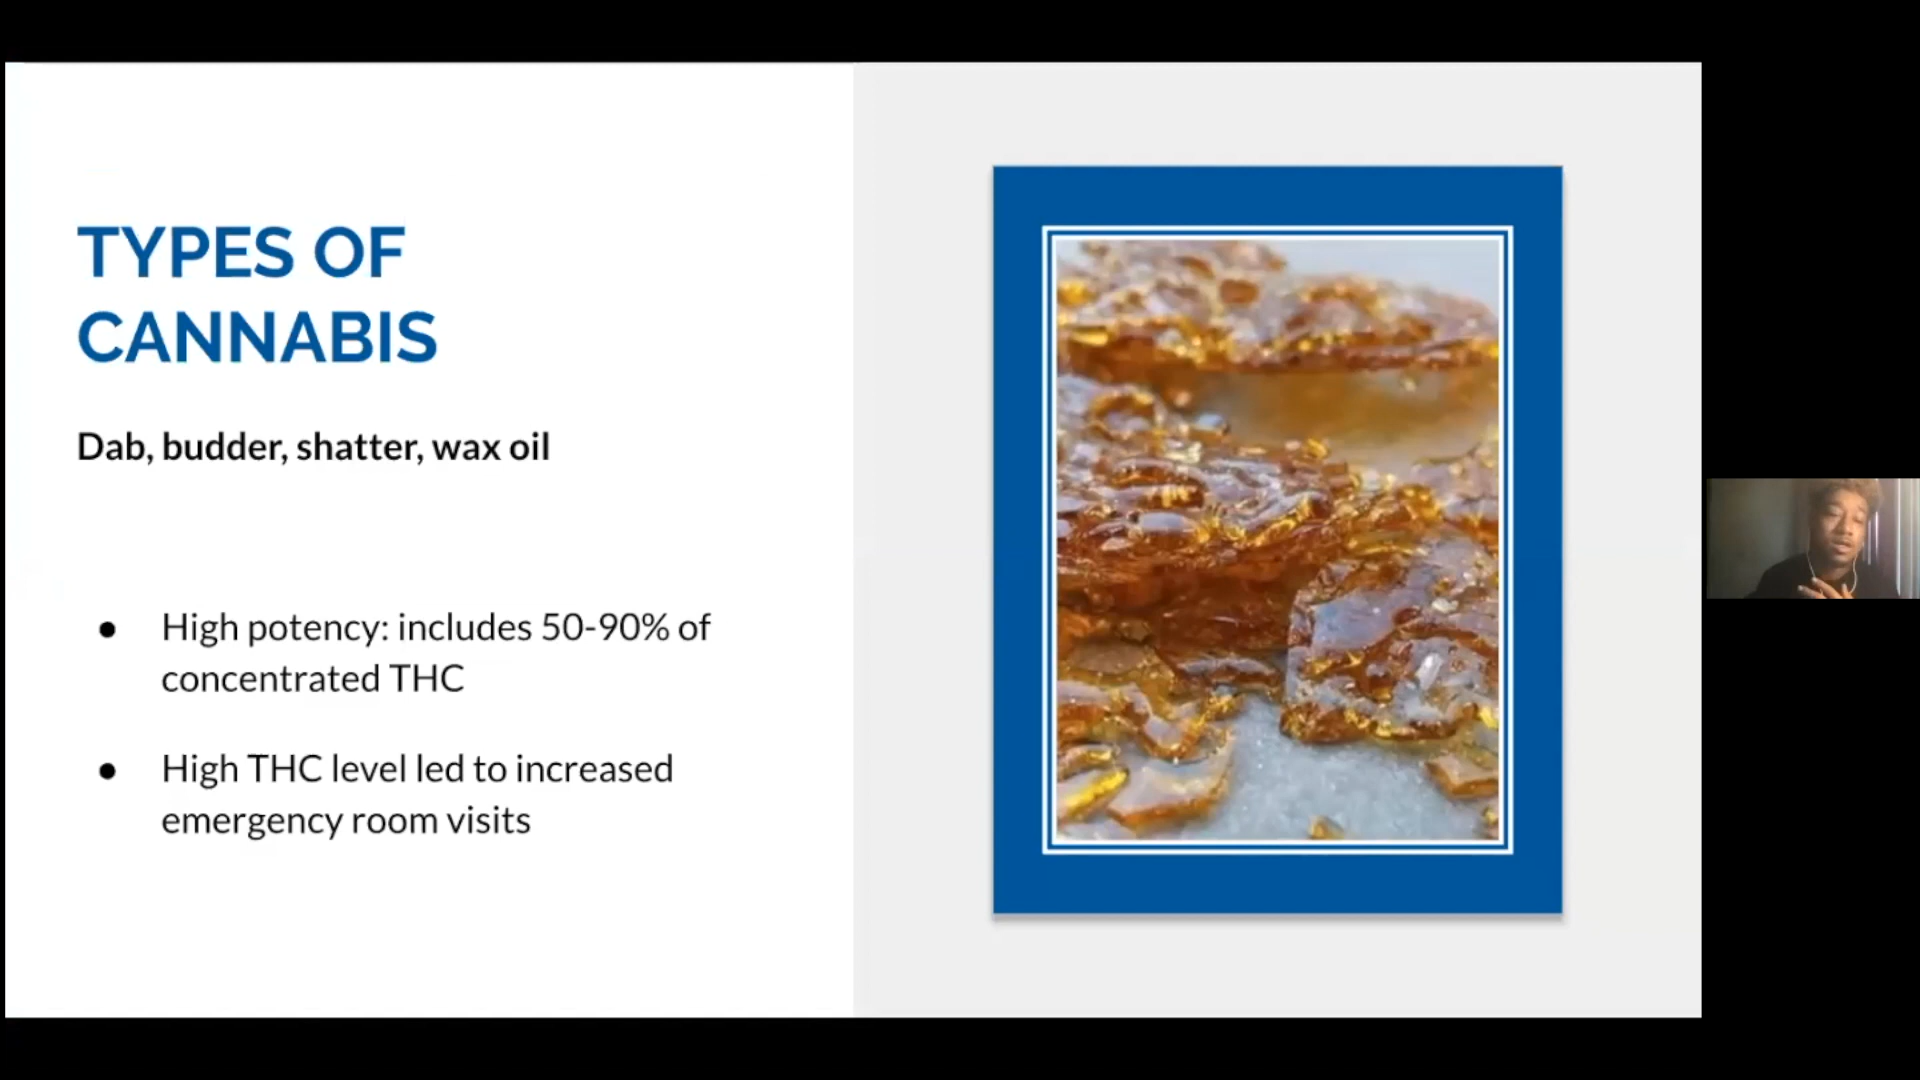 TYPES OF
CANNABIS
Dab, budder, shatter, wax oil
● High potency: includes 50-90% of
concentrated THC
● High THC level led to increased
emergency room visits